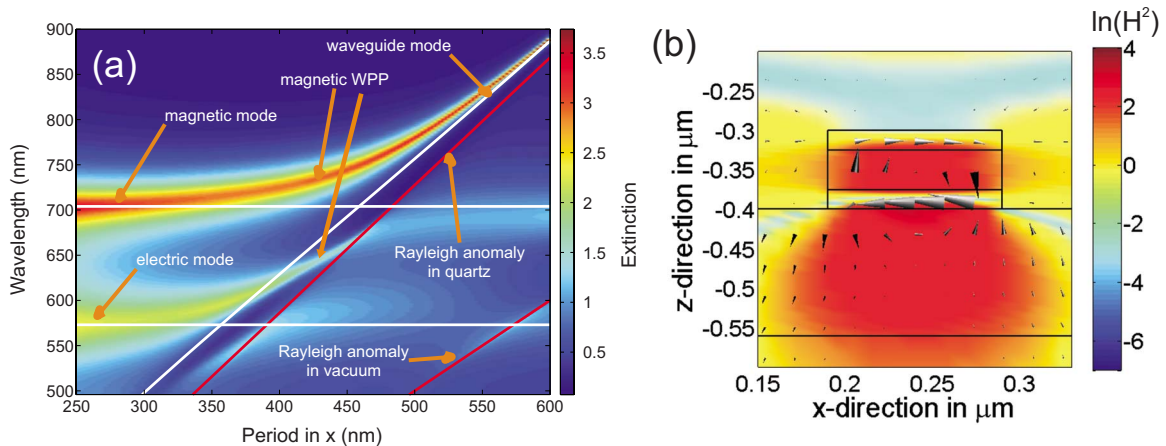 (a)
waveguide mode
magnetic WPP
magnetic mode
electric mode
Rayleigh anomaly
in quartz
Rayleigh anomaly
in vacuum
Wavelength (nm)
900
850
800
750
700
650
600
550
500
250 300 350 400 450 500 550 600
Period in x (nm)
3.5
3
2.5
2
1.5
1
0.5
Extinction
(b)
ln(H²)
4
2
0
-2
-4
-6
z-direction in μm
-0.25
-0.3
-0.35
-0.4
-0.45
-0.5
-0.55
0.15 0.2 0.25 0.3
x-direction in μm